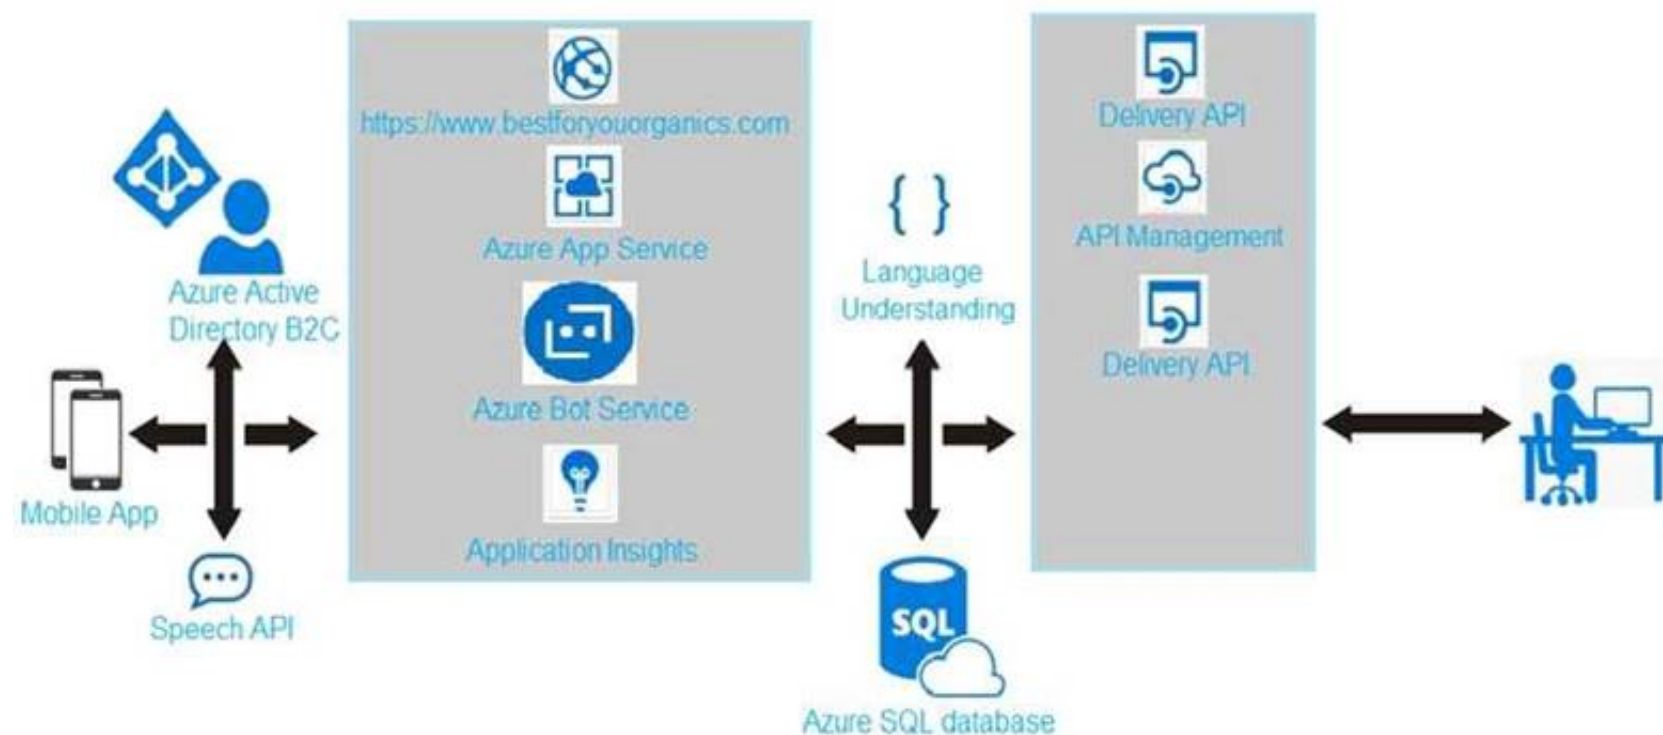 https://www.bestforyouorganics.com
Azure App Service
Azure Bot Service
Application Insights
Azure Active
Directory B2C
Mobile App
Speech API
{ }
Language
Understanding
SQL
Azure SQL database
Delivery API
API Management
Delivery API